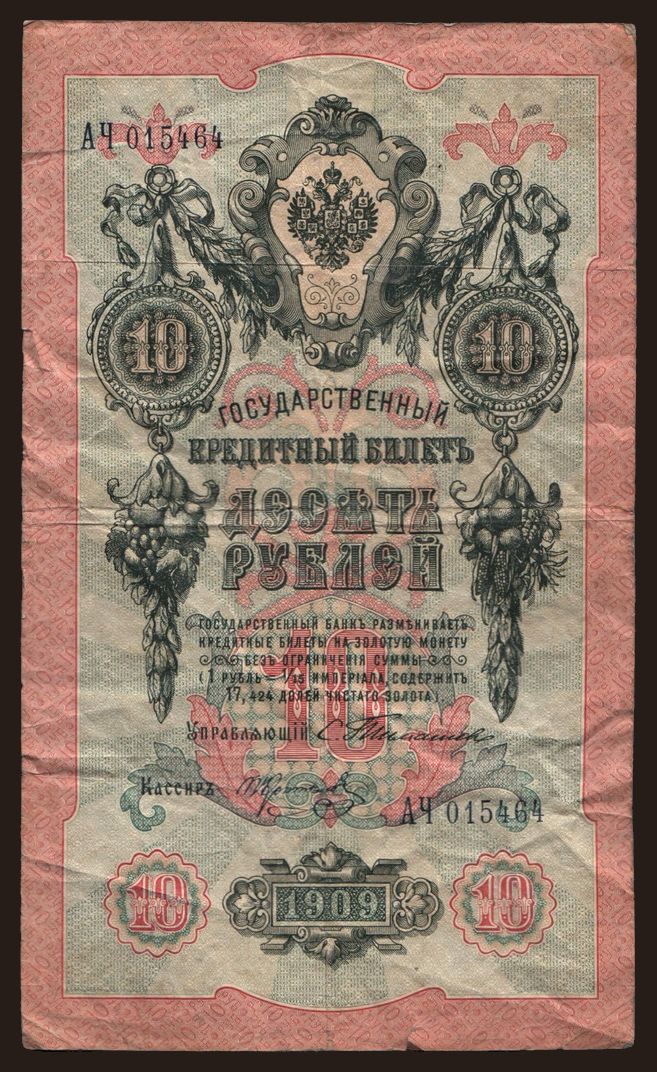 АЧ 015464
10
10
ГОСУДАРСТВЕННЫЙ
КРЕДИТНЫЙ БИЛЕТЪ
ДЕСЯТЬ
РУБЛЕЙ
ГОСУДАРСТВЕННЫЙ БАНКЪ РАЗМѢНИВАЕТЪ
КРЕДИТНЫЕ БИЛЕТЫ НА ЗОЛОТУЮ МОНЕТУ
БЕЗЪ ОГРАНИЧЕНІЯ СУММЫ
(1 РУБЛЬ = 1/15 ИМПЕРІАЛА, СОДЕРЖИТЪ
17,424 ДОЛЕЙ ЧИСТАГО ЗОЛОТА)
10
УПРАВЛЯЮЩІЙ С. Тимашев
КАССИРЪ
АЧ 015464
10
1909
10